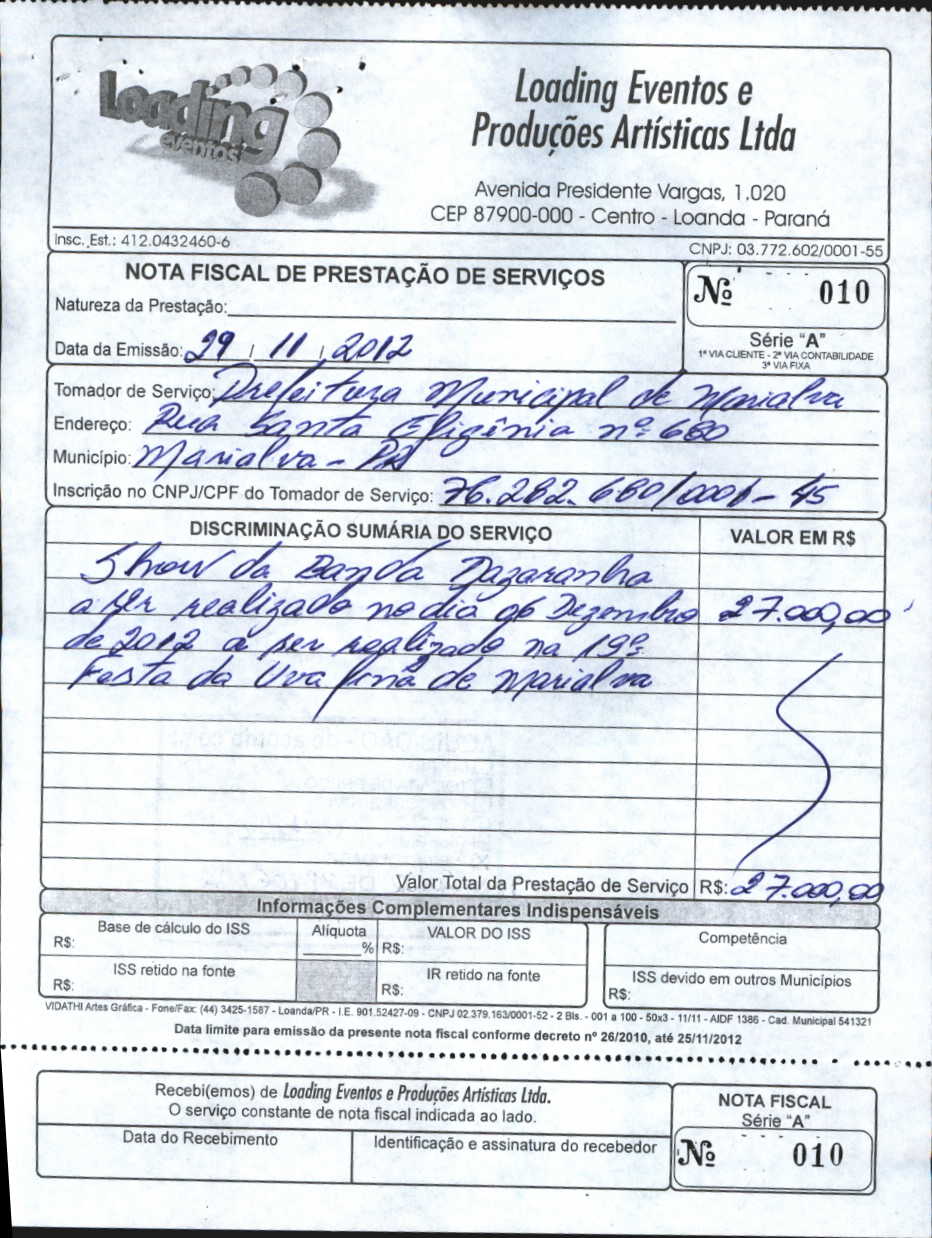 Loading
eventos
Loading Eventos e
Produções Artísticas Ltda
Avenida Presidente Vargas, 1.020
CEP 87900-000 - Centro - Loanda - Paraná
Insc. Est.: 412.0432460-6
CNPJ: 03.772.602/0001-55
NOTA FISCAL DE PRESTAÇÃO DE SERVIÇOS
Nº 010
Natureza da Prestação:
Série "A"
1ª VIA CLIENTE - 2ª VIA CONTABILIDADE
3ª VIA FIXA
Data da Emissão: 29 / 11 / 2012
Tomador de Serviço: Prefeitura Municipal de Marialva
Endereço: Rua Santa Efigênia nº 680
Município: Marialva - PR
Inscrição no CNPJ/CPF do Tomador de Serviço: 76.282.680/0001-45
DISCRIMINAÇÃO SUMÁRIA DO SERVIÇO VALOR EM R$
Show da Banda Dazaranha
a ser realizado no dia 06 Dezembro 27.000,00
de 2012 a ser realizado na 19ª
Festa da Uva fina de Marialva
Valor Total da Prestação de Serviço R$: 27.000,00
Informações Complementares Indispensáveis
Base de cálculo do ISS
R$:
Alíquota
%
VALOR DO ISS
R$:
Competência
ISS retido na fonte
R$:
IR retido na fonte
R$:
ISS devido em outros Municípios
R$:
VIDATHI Artes Gráfica - Fone/Fax: (44) 3425-1587 - Loanda/PR - I.E. 901.52427-09 - CNPJ 02.379.163/0001-52 - 2 Bls. - 001 a 100 - 50x3 - 11/11 - AIDF 1386 - Cad. Municipal 541321
Data limite para emissão da presente nota fiscal conforme decreto nº 26/2010, até 25/11/2012
Recebi(emos) de Loading Eventos e Produções Artísticas Ltda.
O serviço constante de nota fiscal indicada ao lado.
NOTA FISCAL
Série "A"
Data do Recebimento
Identificação e assinatura do recebedor
Nº 010